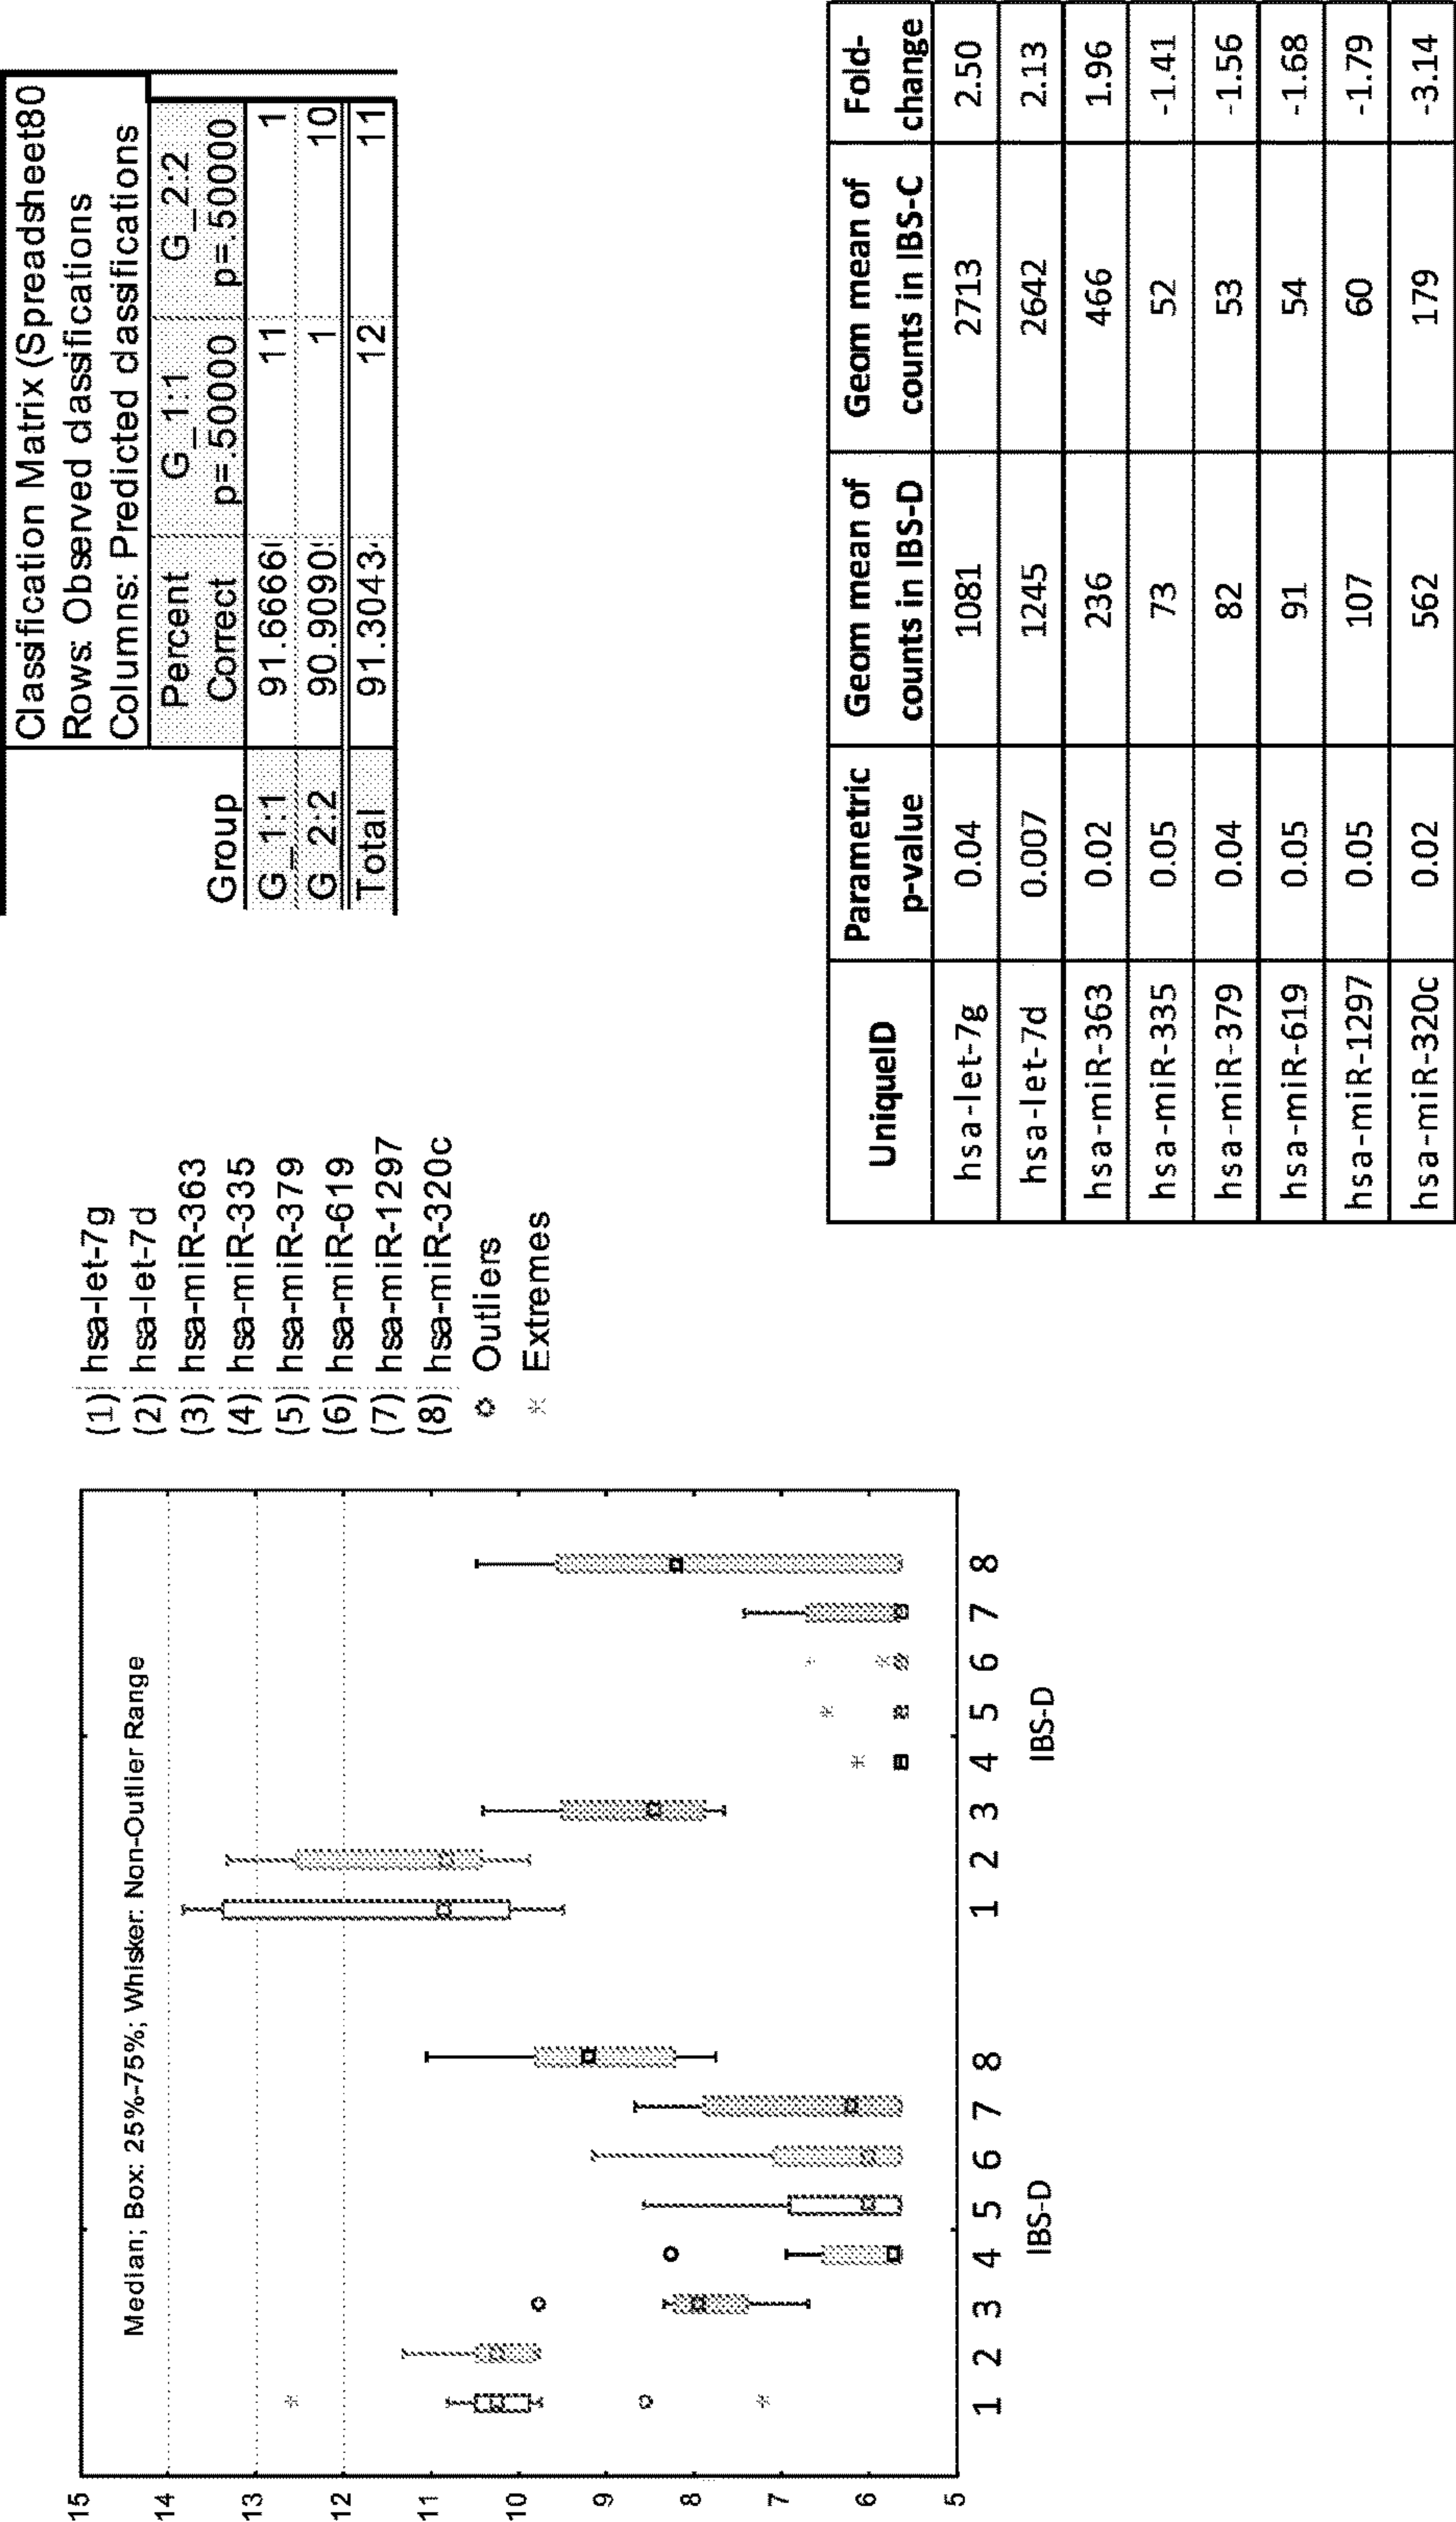 Median; Box: 25%-75%; Whisker: Non-Outlier Range
15
14
13
12
11
10
9
8
7
6
5
1 2 3 4 5 6 7 8 1 2 3 4 5 6 7 8
IBS-D IBS-D
(1) hsa-let-7g
(2) hsa-let-7d
(3) hsa-miR-363
(4) hsa-miR-335
(5) hsa-miR-379
(6) hsa-miR-619
(7) hsa-miR-1297
(8) hsa-miR-320c
Outliers
Extremes
Classification Matrix (Spreadsheet80
Rows: Observed classifications
Columns: Predicted classifications
Percent G_1:1 G_2:2
Group Correct p=.50000 p=.50000
G_1:1 91.6666 11 1
G_2:2 90.9090 1 10
Total 91.3043 12 11
UniqueID Parametric Geom mean of Geom mean of Fold-
p-value counts in IBS-D counts in IBS-C change
hsa-let-7g 0.04 1081 2713 2.50
hsa-let-7d 0.007 1245 2642 2.13
hsa-miR-363 0.02 236 466 1.96
hsa-miR-335 0.05 73 52 -1.41
hsa-miR-379 0.04 82 53 -1.56
hsa-miR-619 0.05 91 54 -1.68
hsa-miR-1297 0.05 107 60 -1.79
hsa-miR-320c 0.02 562 179 -3.14